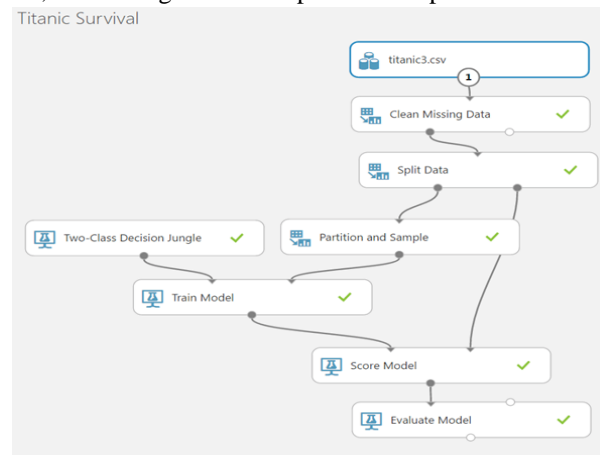 Titanic Survival
titanic3.csv
1
Clean Missing Data
Split Data
Two-Class Decision Jungle
Partition and Sample
Train Model
Score Model
Evaluate Model